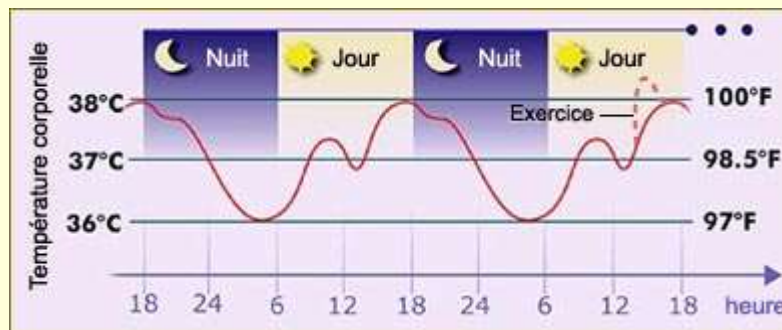 Température corporelle
Nuit Jour Nuit Jour
38°C 100°F
Exercice
37°C 98.5°F
36°C 97°F
18 24 6 12 18 24 6 12 18 heure